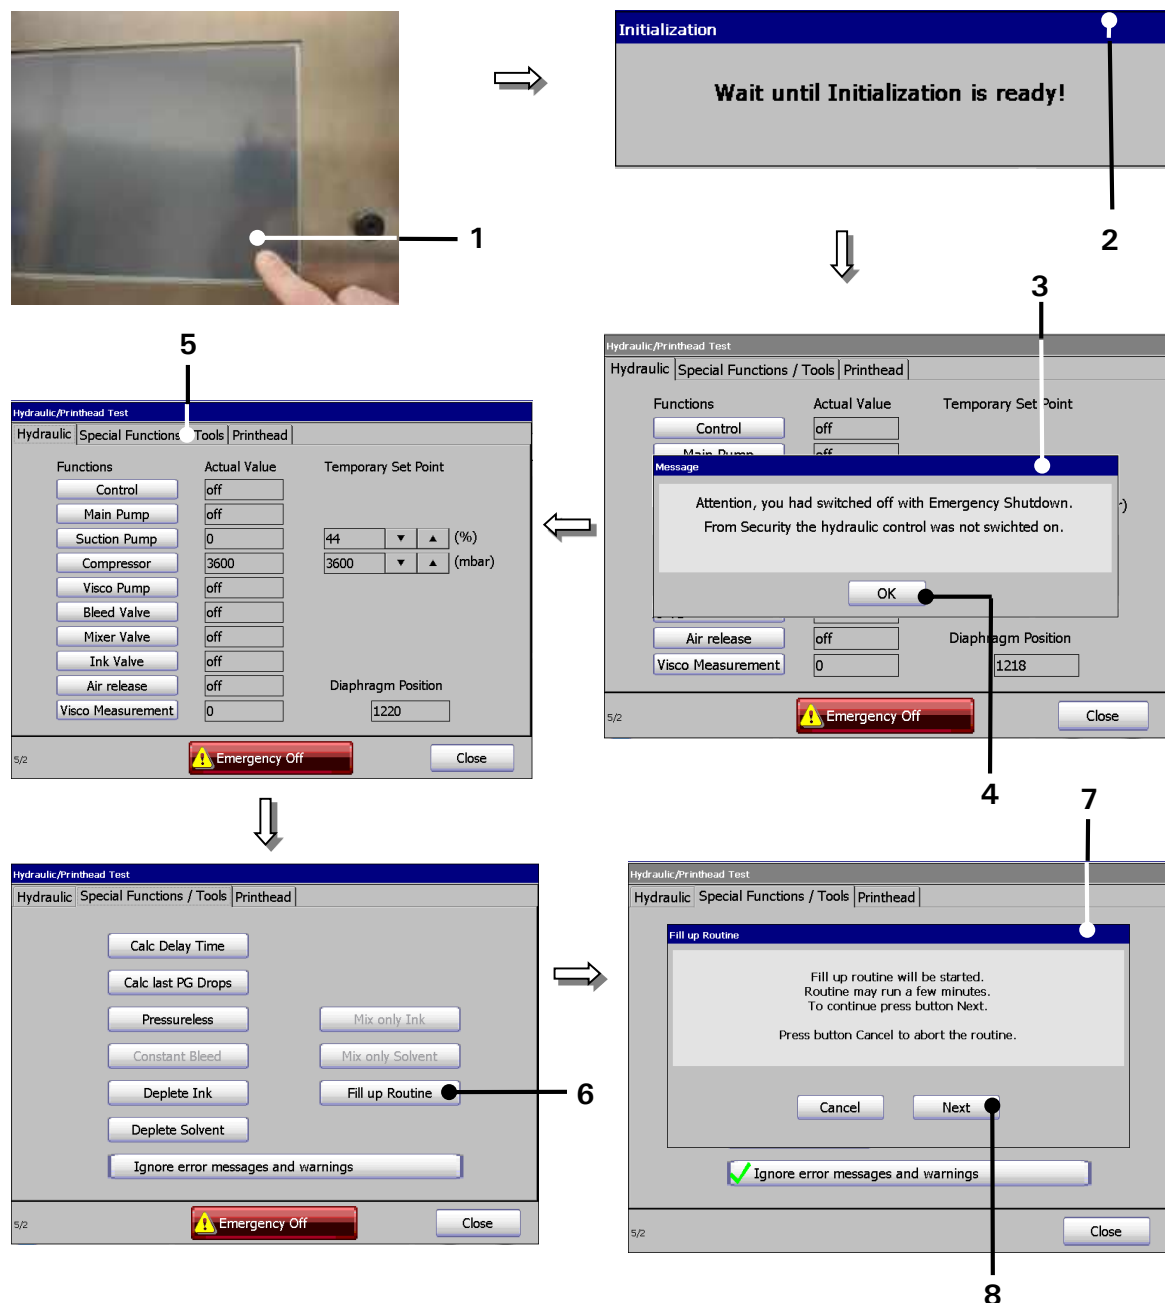 Initialization
Wait until Initialization is ready!
1
2
3
Hydraulic/Printhead Test
Hydraulic Special Functions / Tools Printhead
Functions Actual Value Temporary Set Point
Control off
Main Pump off
Message
Attention, you had switched off with Emergency Shutdown.
From Security the hydraulic control was not swichted on.
OK
Air release off Diaphragm Position
Visco Measurement 0 1218
5/2 Emergency Off Close
4
5
Hydraulic/Printhead Test
Hydraulic Special Functions Tools Printhead
Functions Actual Value Temporary Set Point
Control off
Main Pump off
Suction Pump 0 44 (%)
Compressor 3600 3600 (mbar)
Visco Pump off
Bleed Valve off
Mixer Valve off
Ink Valve off
Air release off Diaphragm Position
Visco Measurement 0 1220
5/2 Emergency Off Close
Hydraulic/Printhead Test
Hydraulic Special Functions / Tools Printhead
Calc Delay Time
Calc last PG Drops
Pressureless Mix only Ink
Constant Bleed Mix only Solvent
Deplete Ink Fill up Routine
6
Deplete Solvent
Ignore error messages and warnings
5/2 Emergency Off Close
7
Hydraulic/Printhead Test
Hydraulic Special Functions / Tools Printhead
Fill up Routine
Fill up routine will be started.
Routine may run a few minutes.
To continue press button Next.
Press button Cancel to abort the routine.
Cancel Next
Ignore error messages and warnings
5/2 Close
8